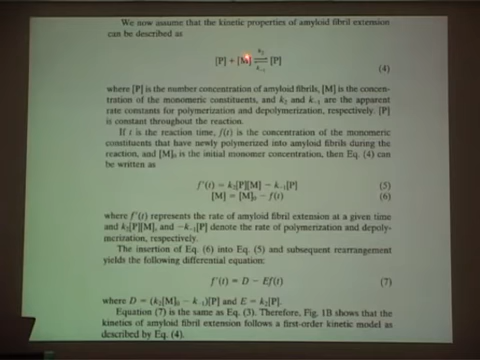 We now assume that the kinetic properties of amyloid fibril extension
can be described as
[P] + [M] ⇌ [P]
k₂
k₋₁
(4)
where [P] is the number concentration of amyloid fibrils, [M] is the concen-
tration of the monomeric constituents, and k₂ and k₋₁ are the apparent
rate constants for polymerization and depolymerization, respectively. [P]
is constant throughout the reaction.
If t is the reaction time, f(t) is the concentration of the monomeric
constituents that have newly polymerized into amyloid fibrils during the
reaction, and [M]₀ is the initial monomer concentration, then Eq. (4) can
be written as
f′(t) = k₂[P][M] − k₋₁[P] (5)
[M] = [M]₀ − f(t) (6)
where f′(t) represents the rate of amyloid fibril extension at a given time
and k₂[P][M], and −k₋₁[P] denote the rate of polymerization and depoly-
merization, respectively.
The insertion of Eq. (6) into Eq. (5) and subsequent rearrangement
yields the following differential equation:
f′(t) = D − Ef(t) (7)
where D = (k₂[M]₀ − k₋₁)[P] and E = k₂[P].
Equation (7) is the same as Eq. (3). Therefore, Fig. 1B shows that the
kinetics of amyloid fibril extension follows a first-order kinetic model as
described by Eq. (4).